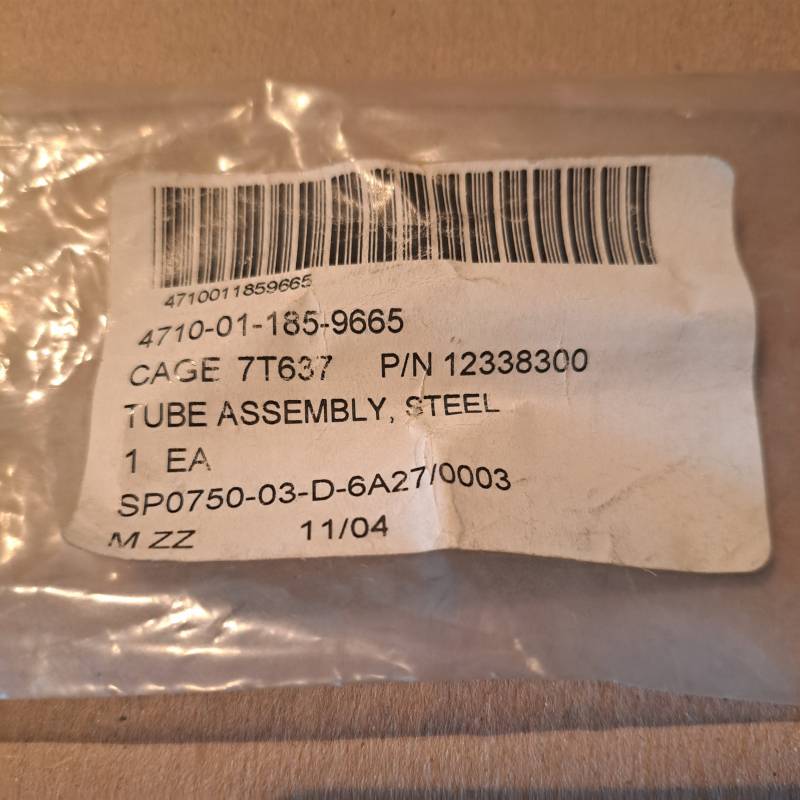 4710011859665
4710-01-185-9665
CAGE 7T637 P/N 12338300
TUBE ASSEMBLY, STEEL
1 EA
SP0750-03-D-6A27/0003
M ZZ 11/04